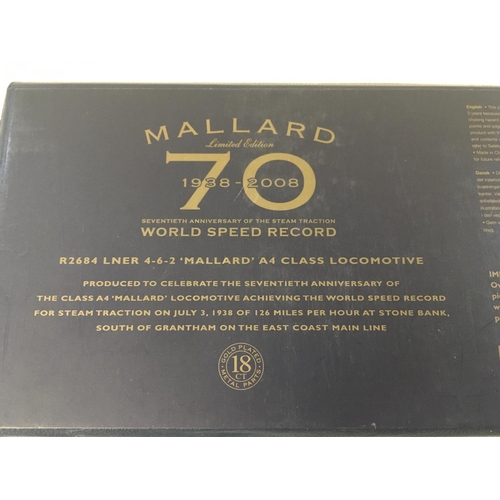 MALLARD
Limited Edition
70
1938 - 2008
SEVENTIETH ANNIVERSARY OF THE STEAM TRACTION
WORLD SPEED RECORD
R2684 LNER 4-6-2 'MALLARD' A4 CLASS LOCOMOTIVE
PRODUCED TO CELEBRATE THE SEVENTIETH ANNIVERSARY OF
THE CLASS A4 'MALLARD' LOCOMOTIVE ACHIEVING THE WORLD SPEED RECORD
FOR STEAM TRACTION ON JULY 3, 1938 OF 126 MILES PER HOUR AT STONE BANK,
SOUTH OF GRANTHAM ON THE EAST COAST MAIN LINE
GOLD PLATED
18
CT
METAL PARTS
English